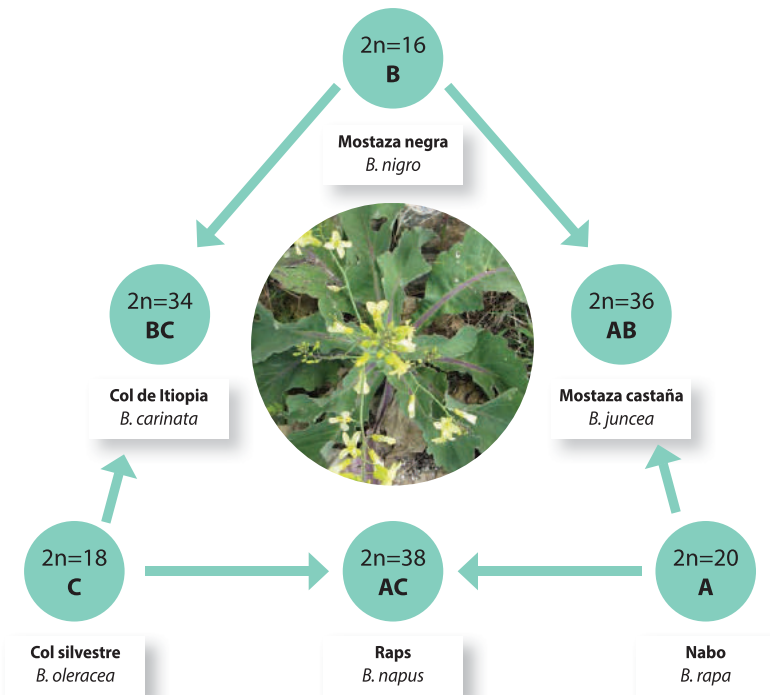 2n=16
B
Mostaza negra
B. nigro
2n=34
BC
Col de Itiopia
B. carinata
2n=36
AB
Mostaza castaña
B. juncea
2n=18
C
Col silvestre
B. oleracea
2n=38
AC
Raps
B. napus
2n=20
A
Nabo
B. rapa